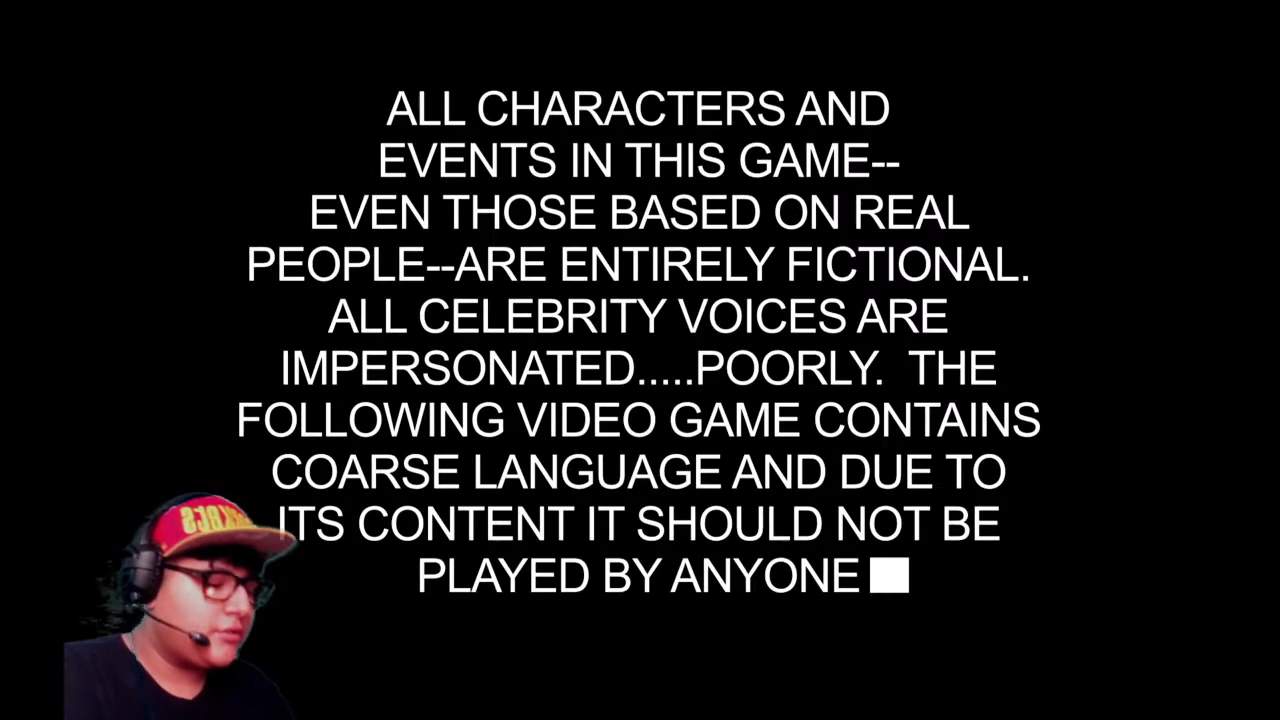 ALL CHARACTERS AND
EVENTS IN THIS GAME--
EVEN THOSE BASED ON REAL
PEOPLE--ARE ENTIRELY FICTIONAL.
ALL CELEBRITY VOICES ARE
IMPERSONATED.....POORLY. THE
FOLLOWING VIDEO GAME CONTAINS
COARSE LANGUAGE AND DUE TO
ITS CONTENT IT SHOULD NOT BE
PLAYED BY ANYONE